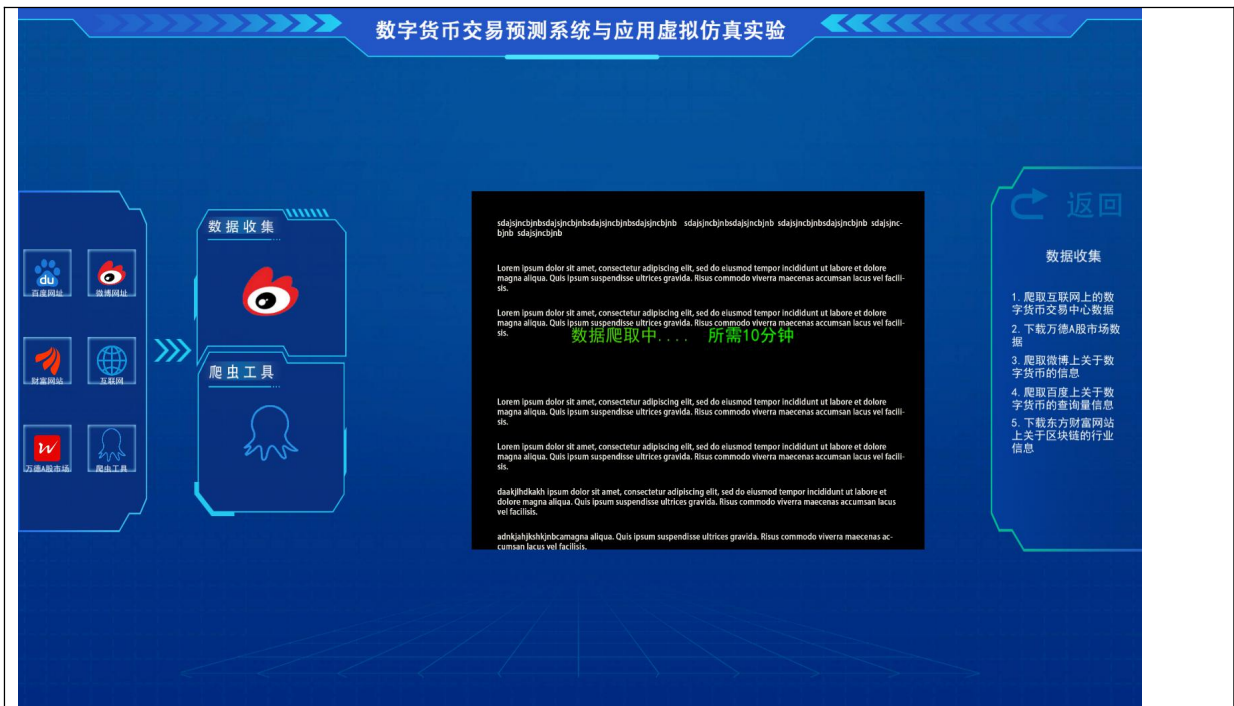 数字货币交易预测系统与应用虚拟仿真实验
du
百度网址
微博网址
财富网站
互联网
w
万德A股市场
爬虫工具
数据收集
爬虫工具
sdajsjncbjnbsdajsjncbjnbsdajsjncbjnbsdajsjncbjnb sdajsjncbjnbsdajsjncbjnb sdajsjncbjnbsdajsjncbjnb sdajsjnc-
bjnb sdajsjncbjnb
Lorem ipsum dolor sit amet, consectetur adipiscing elit, sed do eiusmod tempor incididunt ut labore et dolore
magna aliqua. Quis ipsum suspendisse ultrices gravida. Risus commodo viverra maecenas accumsan lacus vel facili-
sis.
Lorem ipsum dolor sit amet, consectetur adipiscing elit, sed do eiusmod tempor incididunt ut labore et dolore
magna aliqua. Quis ipsum suspendisse ultrices gravida. Risus commodo viverra maecenas accumsan lacus vel facili-
sis.
数据爬取中.... 所需10分钟
Lorem ipsum dolor sit amet, consectetur adipiscing elit, sed do eiusmod tempor incididunt ut labore et dolore
magna aliqua. Quis ipsum suspendisse ultrices gravida. Risus commodo viverra maecenas accumsan lacus vel facili-
sis.
Lorem ipsum dolor sit amet, consectetur adipiscing elit, sed do eiusmod tempor incididunt ut labore et dolore
magna aliqua. Quis ipsum suspendisse ultrices gravida. Risus commodo viverra maecenas accumsan lacus vel facili-
sis.
daakjlhdkakh ipsum dolor sit amet, consectetur adipiscing elit, sed do eiusmod tempor incididunt ut labore et
dolore magna aliqua. Quis ipsum suspendisse ultrices gravida. Risus commodo viverra maecenas accumsan lacus
vel facilisis.
adnkjahjkshkjnbcamagna aliqua. Quis ipsum suspendisse ultrices gravida. Risus commodo viverra maecenas ac-
cumsan lacus vel facilisis.
返回
数据收集
1. 爬取互联网上的数
字货币交易中心数据
2. 下载万德A股市场数
据
3. 爬取微博上关于数
字货币的信息
4. 爬取百度上关于数
字货币的查询量信息
5. 下载东方财富网站
上关于区块链的行业
信息